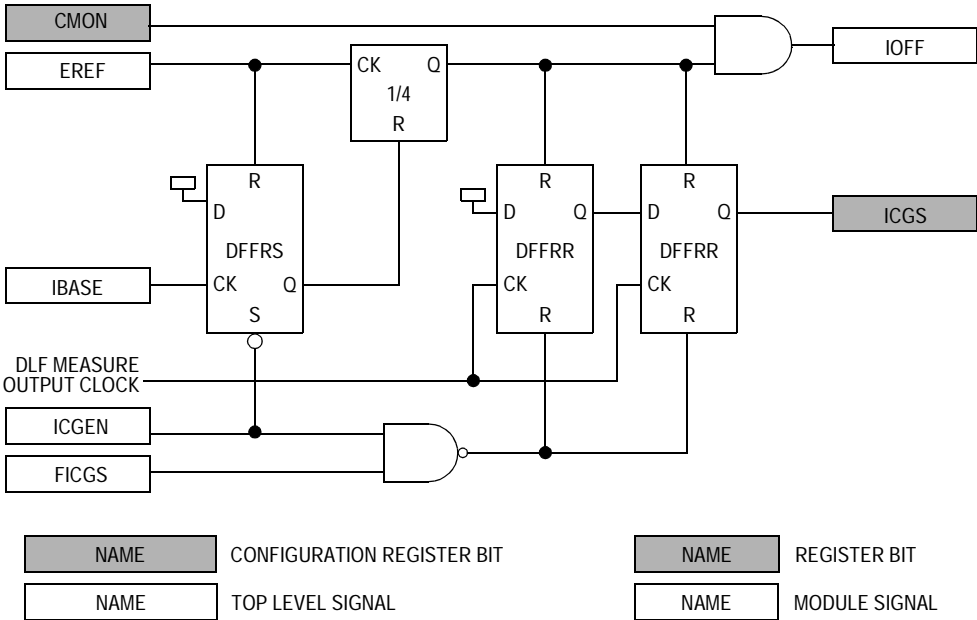 CMON
IOFF
EREF
CK Q
1/4
R
R
D
DFFRS
CK Q
S
R
D Q
DFFRR
CK
R
R
D Q
DFFRR
CK
R
ICGS
IBASE
DLF MEASURE
OUTPUT CLOCK
ICGEN
FICGS
NAME CONFIGURATION REGISTER BIT
NAME REGISTER BIT
NAME TOP LEVEL SIGNAL
NAME MODULE SIGNAL